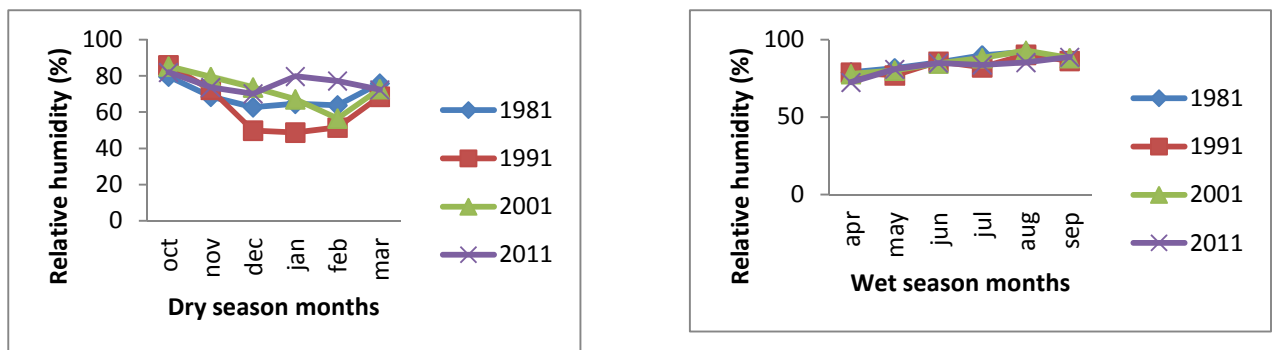 Relative humidity (%)
100
80
60
40
20
0
oct
nov
dec
jan
feb
mar
Dry season months
1981
1991
2001
2011
Relative humidity (%)
100
50
0
apr
may
jun
jul
aug
sep
Wet season months
1981
1991
2001
2011